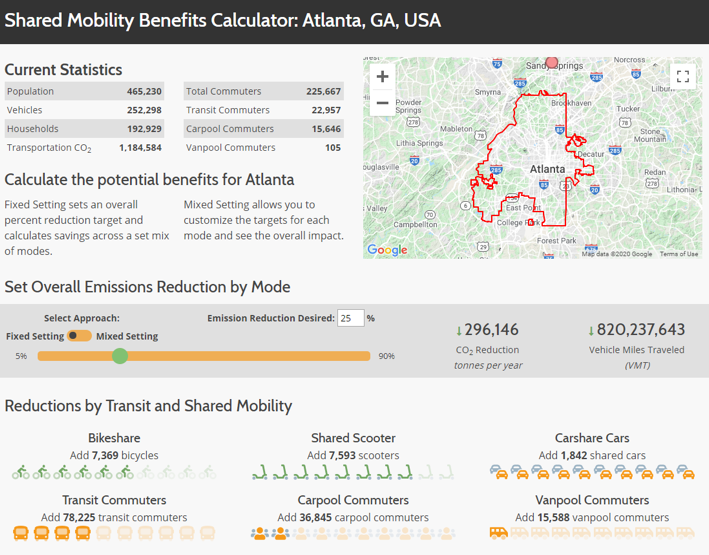 Shared Mobility Benefits Calculator: Atlanta, GA, USA
Current Statistics
Population 465,230
Vehicles 252,298
Households 192,929
Transportation CO2 1,184,584
Total Commuters 225,667
Transit Commuters 22,957
Carpool Commuters 15,646
Vanpool Commuters 105
Calculate the potential benefits for Atlanta
Fixed Setting sets an overall
percent reduction target and
calculates savings across a set mix
of modes.
Mixed Setting allows you to
customize the targets for each
mode and see the overall impact.
+
−
Sandy Springs
Norcross
Smyrna
Brookhaven
Powder
Springs
Tucker
Mableton
Stone
Mountain
Lithia Springs
Decatur
Atlanta
Redan
Lithonia
East Point
Campbellton
College Park
Forest Park
Google
Map data ©2020 Google
Terms of Use
Set Overall Emissions Reduction by Mode
Select Approach:
Fixed Setting Mixed Setting
Emission Reduction Desired: 25 %
5% 90%
↓296,146
CO2 Reduction
tonnes per year
↓820,237,643
Vehicle Miles Traveled
(VMT)
Reductions by Transit and Shared Mobility
Bikeshare
Add 7,369 bicycles
Shared Scooter
Add 7,593 scooters
Carshare Cars
Add 1,842 shared cars
Transit Commuters
Add 78,225 transit commuters
Carpool Commuters
Add 36,845 carpool commuters
Vanpool Commuters
Add 15,588 vanpool commuters